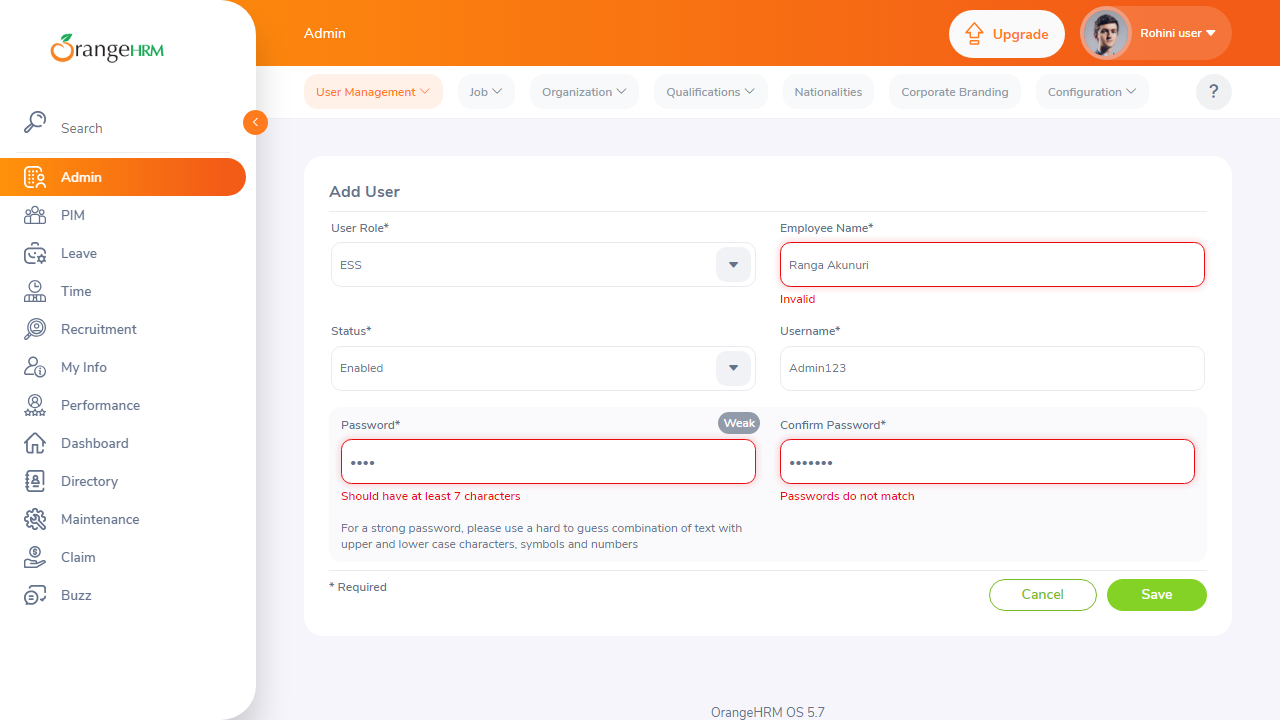 OrangeHRM
Admin
Upgrade
Rohini user
User Management
Job
Organization
Qualifications
Nationalities
Corporate Branding
Configuration
?
Search
Admin
PIM
Leave
Time
Recruitment
My Info
Performance
Dashboard
Directory
Maintenance
Claim
Buzz
Add User
User Role*
Employee Name*
ESS
Ranga Akunuri
Invalid
Status*
Username*
Enabled
Admin123
Password*
Weak
Confirm Password*
••••
•••••••
Should have at least 7 characters
Passwords do not match
For a strong password, please use a hard to guess combination of text with
upper and lower case characters, symbols and numbers
* Required
Cancel
Save
OrangeHRM OS 5.7